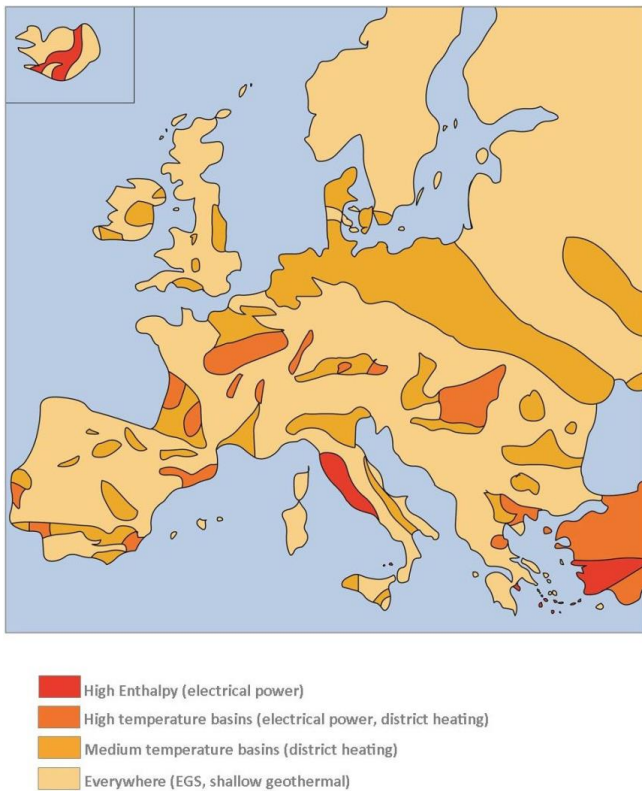 High Enthalpy (electrical power)
High temperature basins (electrical power, district heating)
Medium temperature basins (district heating)
Everywhere (EGS, shallow geothermal)